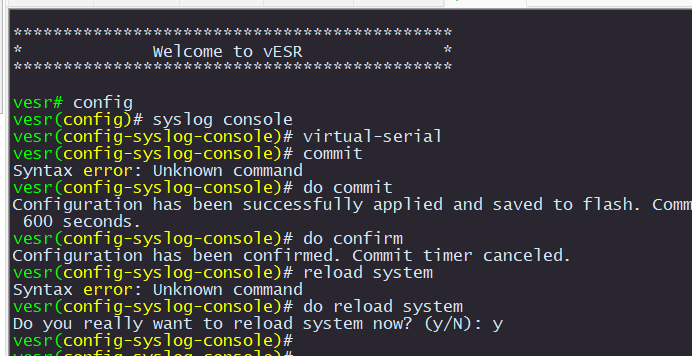 ********************************************
*             Welcome to vESR              *
********************************************
vesr# config
vesr(config)# syslog console
vesr(config-syslog-console)# virtual-serial
vesr(config-syslog-console)# commit
Syntax error: Unknown command
vesr(config-syslog-console)# do commit
Configuration has been successfully applied and saved to flash. Comm
 600 seconds.
vesr(config-syslog-console)# do confirm
Configuration has been confirmed. Commit timer canceled.
vesr(config-syslog-console)# reload system
Syntax error: Unknown command
vesr(config-syslog-console)# do reload system
Do you really want to reload system now? (y/N): y
vesr(config-syslog-console)#
vesr(config-syslog-console)#